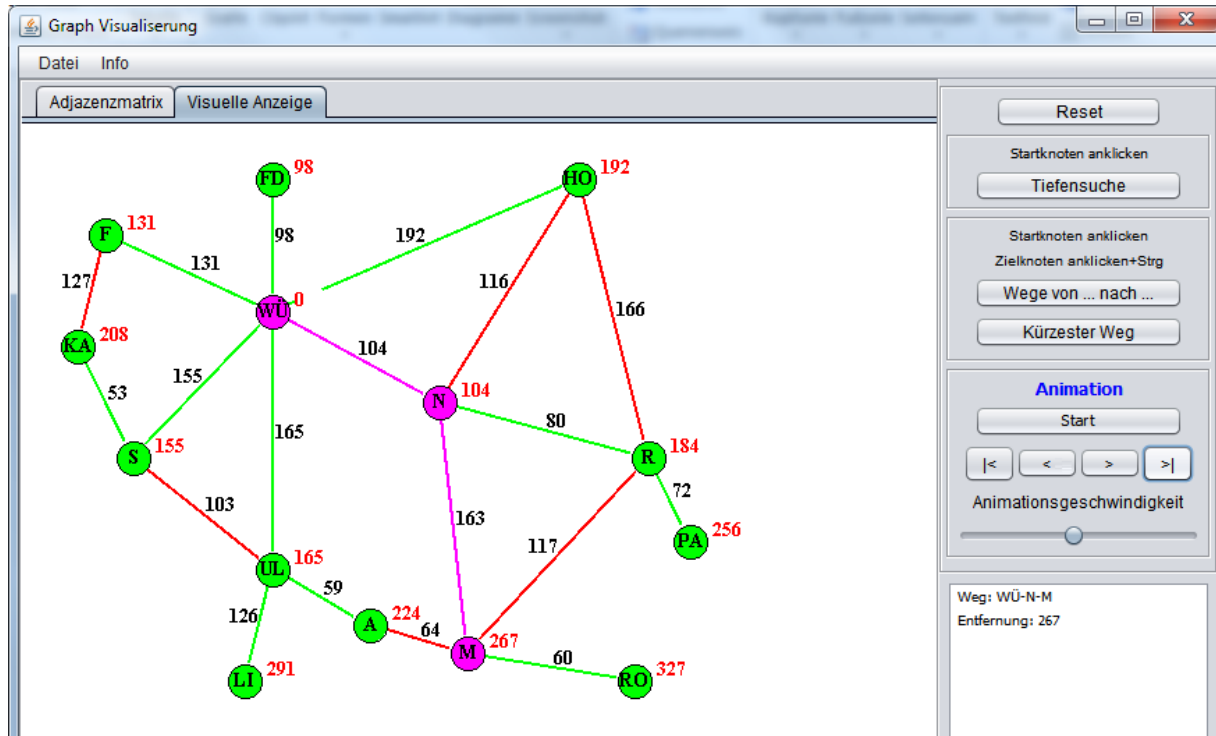 Graph Visualiserung
Datei Info
Adjazenzmatrix Visuelle Anzeige
Reset
Startknoten anklicken
Tiefensuche
Startknoten anklicken
Zielknoten anklicken+Strg
Wege von ... nach ...
Kürzester Weg
Animation
Start
|< < > >|
Animationsgeschwindigkeit
Weg: WÜ-N-M
Entfernung: 267
FD 98
HO 192
F 131
98
192
131
127
116
166
WÜ 0
KA 208
104
155
53
N 104
80
165
S 155
R 184
72
103
163
PA 256
117
UL 165
59
126
A 224
64
M 267
60
LI 291
RO 327